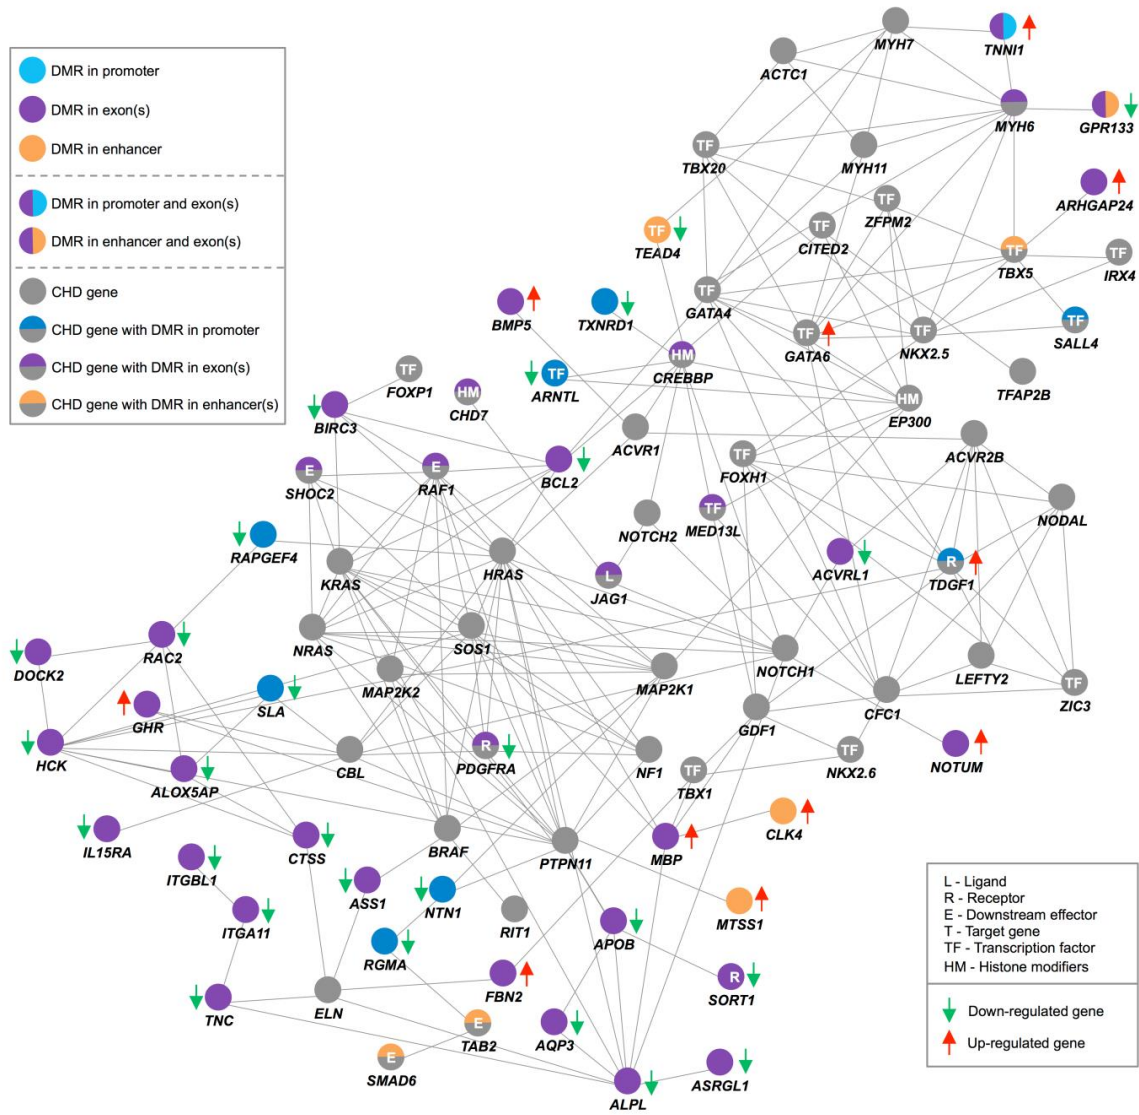 DMR in promoter
DMR in exon(s)
DMR in enhancer
DMR in promoter and exon(s)
DMR in enhancer and exon(s)
CHD gene
CHD gene with DMR in promoter
CHD gene with DMR in exon(s)
CHD gene with DMR in enhancer(s)
MYH7
TNNI1
ACTC1
MYH6
GPR133
TF
TBX20
MYH11
ARHGAP24
TF
ZFPM2
TF
CITED2
TF
TEAD4
TF
TBX5
TF
IRX4
TF
GATA4
BMP5
TXNRD1
TF
GATA6
TF
NKX2.5
TF
SALL4
HM
CREBBP
TF
FOXP1
TF
ARNTL
HM
CHD7
TFAP2B
HM
EP300
BIRC3
ACVR1
ACVR2B
TF
FOXH1
BCL2
E
SHOC2
E
RAF1
NODAL
NOTCH2
TF
MED13L
RAPGEF4
KRAS
HRAS
ACVRL1
R
TDGF1
L
JAG1
NRAS
SOS1
RAC2
DOCK2
MAP2K2
MAP2K1
NOTCH1
LEFTY2
TF
ZIC3
SLA
GHR
CFC1
GDF1
HCK
CBL
R
PDGFRA
NF1
TF
NKX2.6
NOTUM
ALOX5AP
TF
TBX1
IL15RA
CTSS
BRAF
PTPN11
MBP
CLK4
ITGBL1
ASS1
NTN1
RIT1
APOB
MTSS1
ITGA11
RGMA
FBN2
R
SORT1
TNC
ELN
E
TAB2
AQP3
E
SMAD6
ALPL
ASRGL1
L - Ligand
R - Receptor
E - Downstream effector
T - Target gene
TF - Transcription factor
HM - Histone modifiers
Down-regulated gene
Up-regulated gene